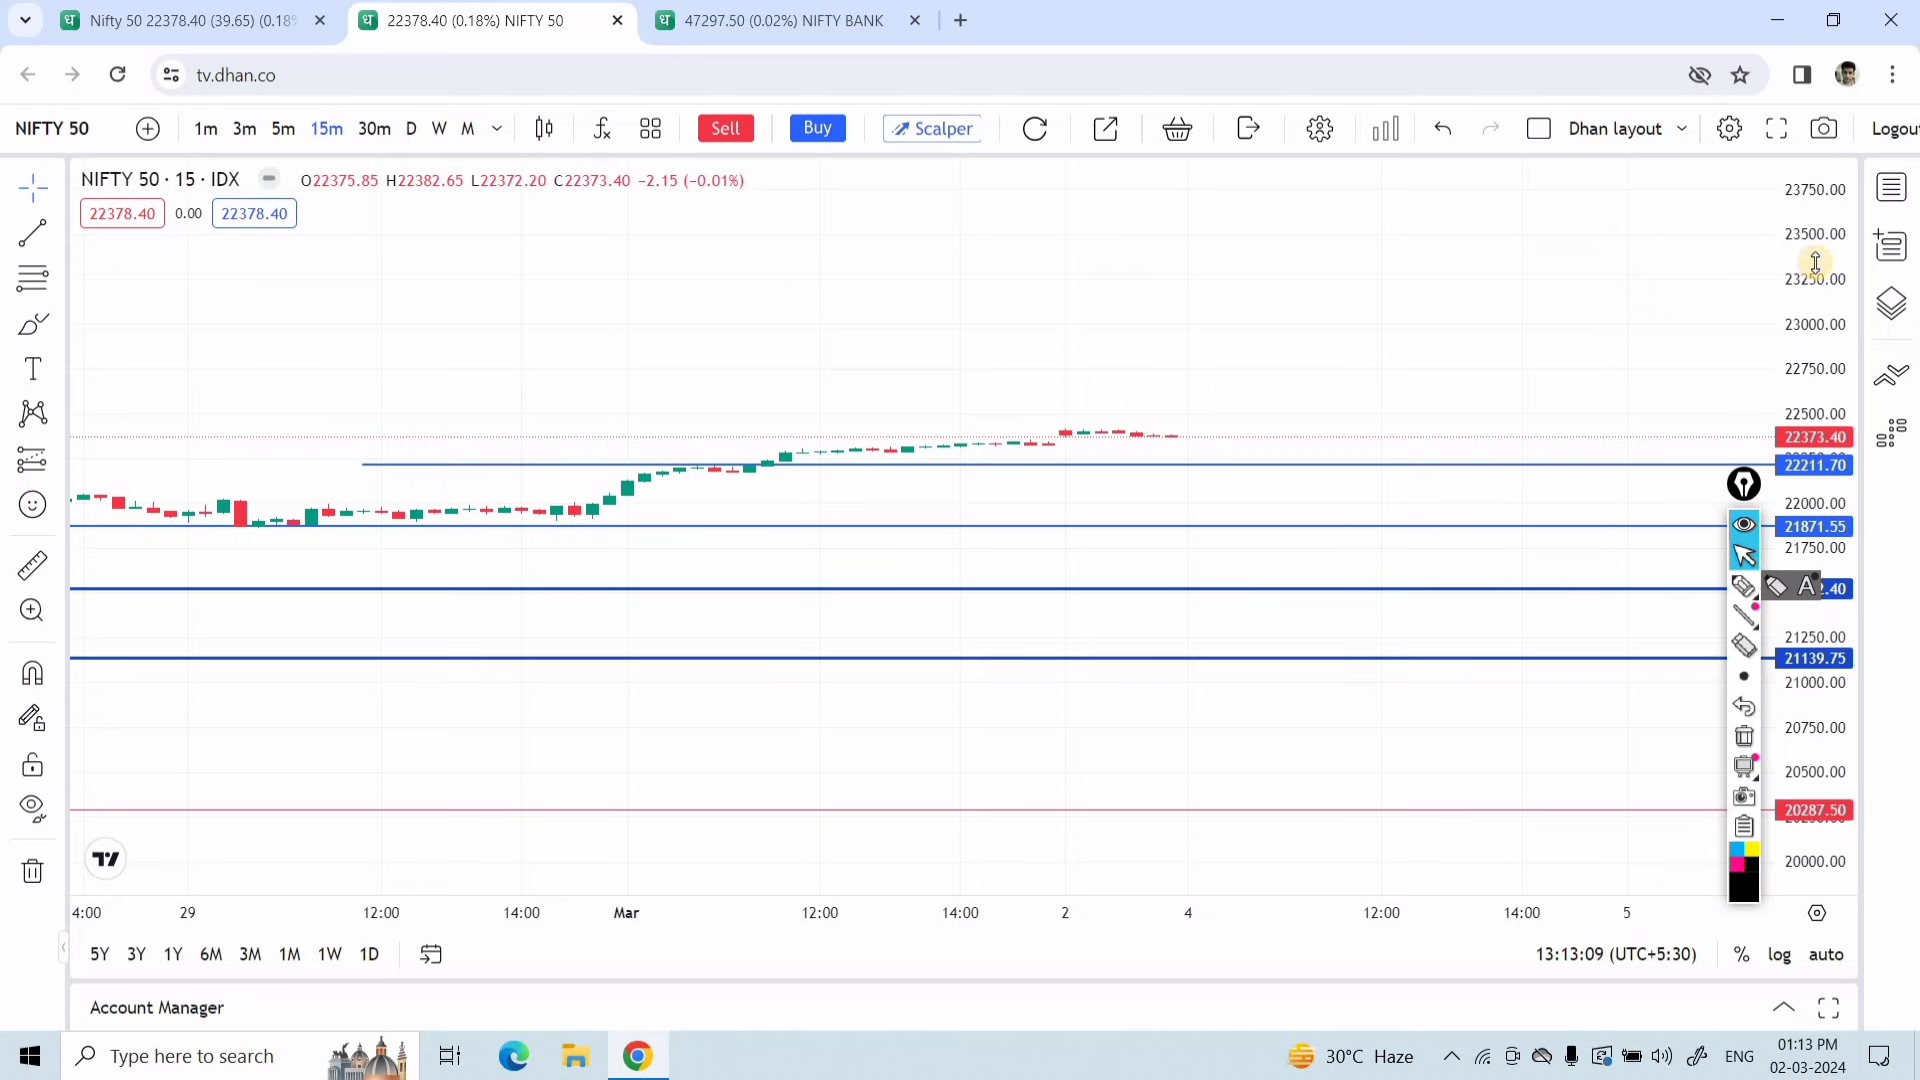 Nifty 50 22378.40 (39.65) (0.18%
22378.40 (0.18%) NIFTY 50
47297.50 (0.02%) NIFTY BANK
tv.dhan.co
NIFTY 50 1m 3m 5m 15m 30m D W M Sell Buy Scalper Dhan layout Logou
NIFTY 50 · 15 · IDX O22375.85 H22382.65 L22372.20 C22373.40 −2.15 (−0.01%)
22378.40 0.00 22378.40
23750.00
23500.00
23250.00
23000.00
22750.00
22500.00
22373.40
22211.70
22000.00
21871.55
21750.00
A 2.40
21250.00
21139.75
21000.00
20750.00
20500.00
20287.50
20000.00
4:00 29 12:00 14:00 Mar 12:00 14:00 2 4 12:00 14:00 5
5Y 3Y 1Y 6M 3M 1M 1W 1D 13:13:09 (UTC+5:30) % log auto
Account Manager
Type here to search 30°C Haze ENG 01:13 PM
02-03-2024